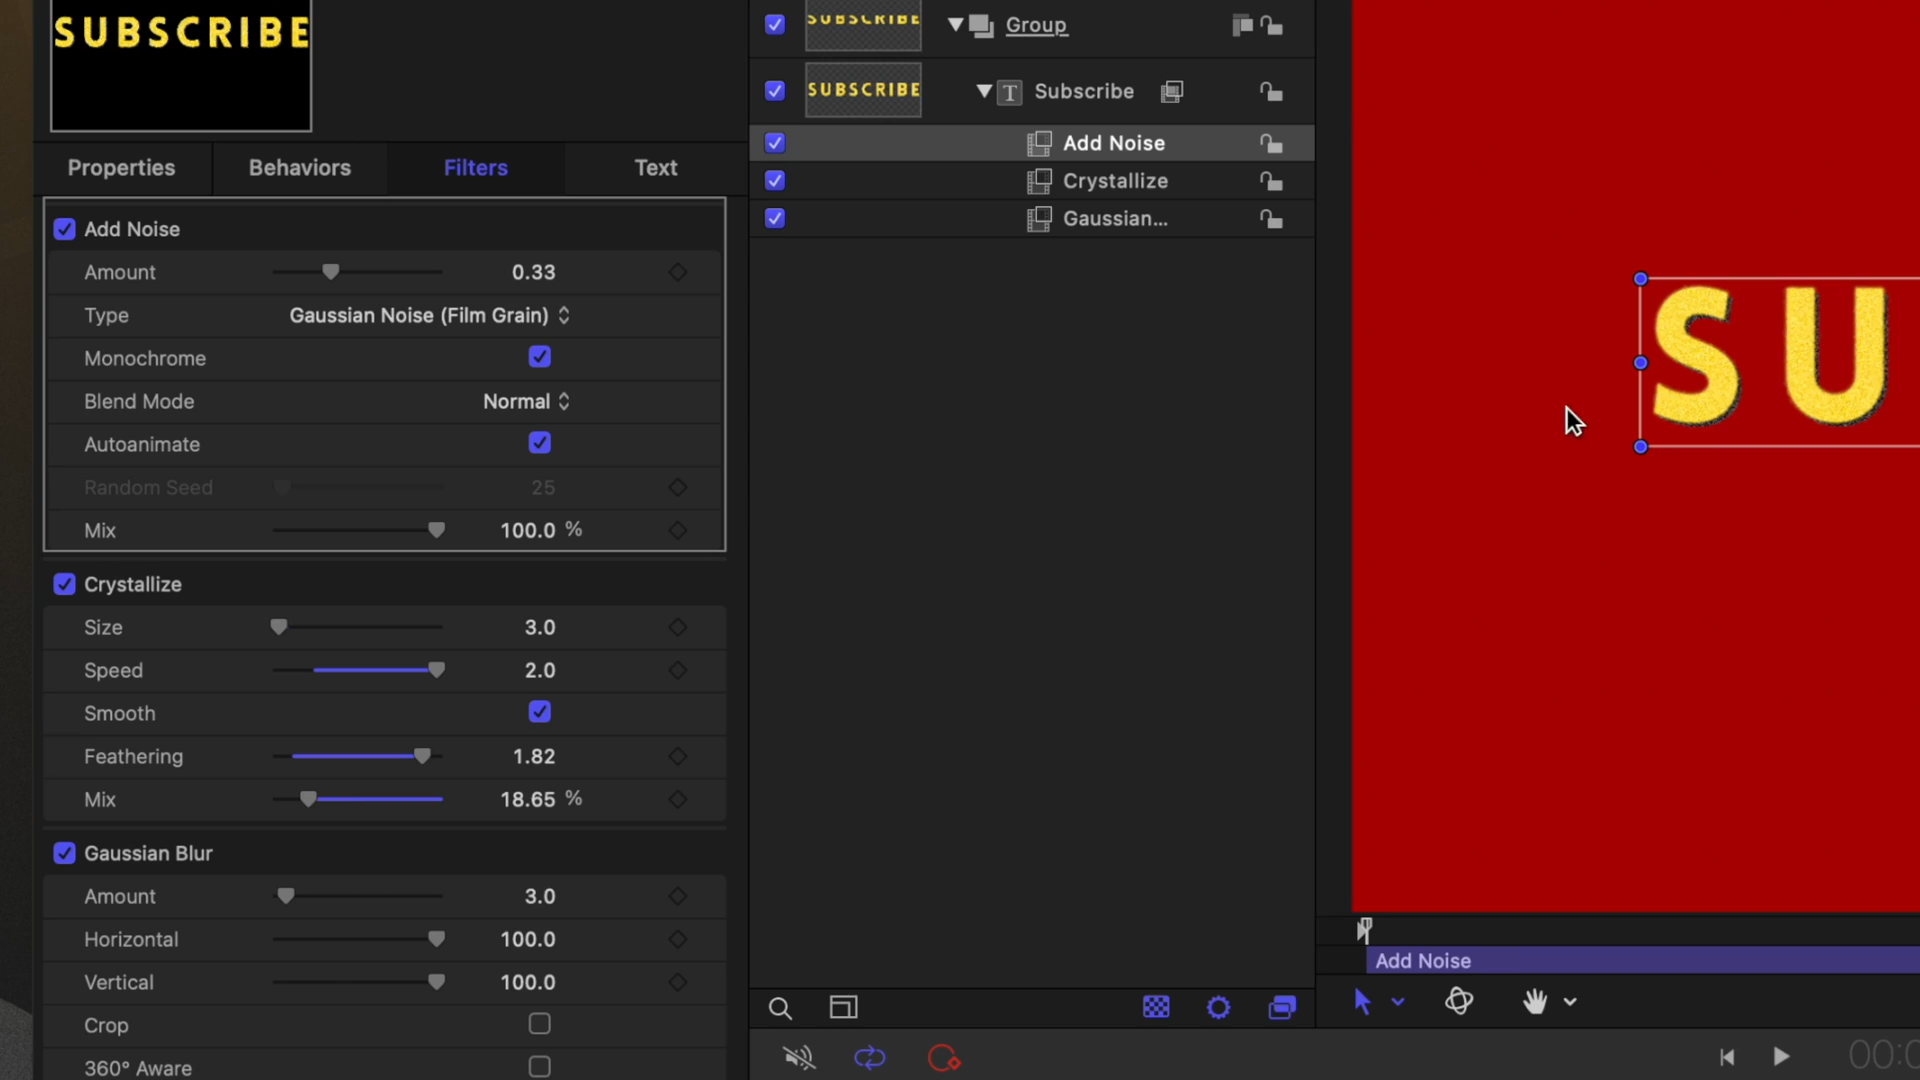 SUBSCRIBE
Properties
Behaviors
Filters
Text
Add Noise
Amount
0.33
Type
Gaussian Noise (Film Grain)
Monochrome
Blend Mode
Normal
Autoanimate
Random Seed
25
Mix
100.0 %
Crystallize
Size
3.0
Speed
2.0
Smooth
Feathering
1.82
Mix
18.65 %
Gaussian Blur
Amount
3.0
Horizontal
100.0
Vertical
100.0
Crop
360° Aware
SUBSCRIBE
Group
SUBSCRIBE
T
Subscribe
Add Noise
Crystallize
Gaussian...
SU
Add Noise